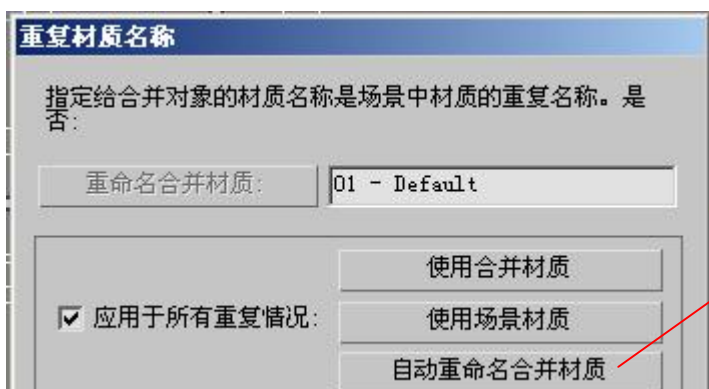 重复材质名称
指定给合并对象的材质名称是场景中材质的重复名称。是
否:
重命名合并材质: 01 - Default
使用合并材质
应用于所有重复情况: 使用场景材质
自动重命名合并材质